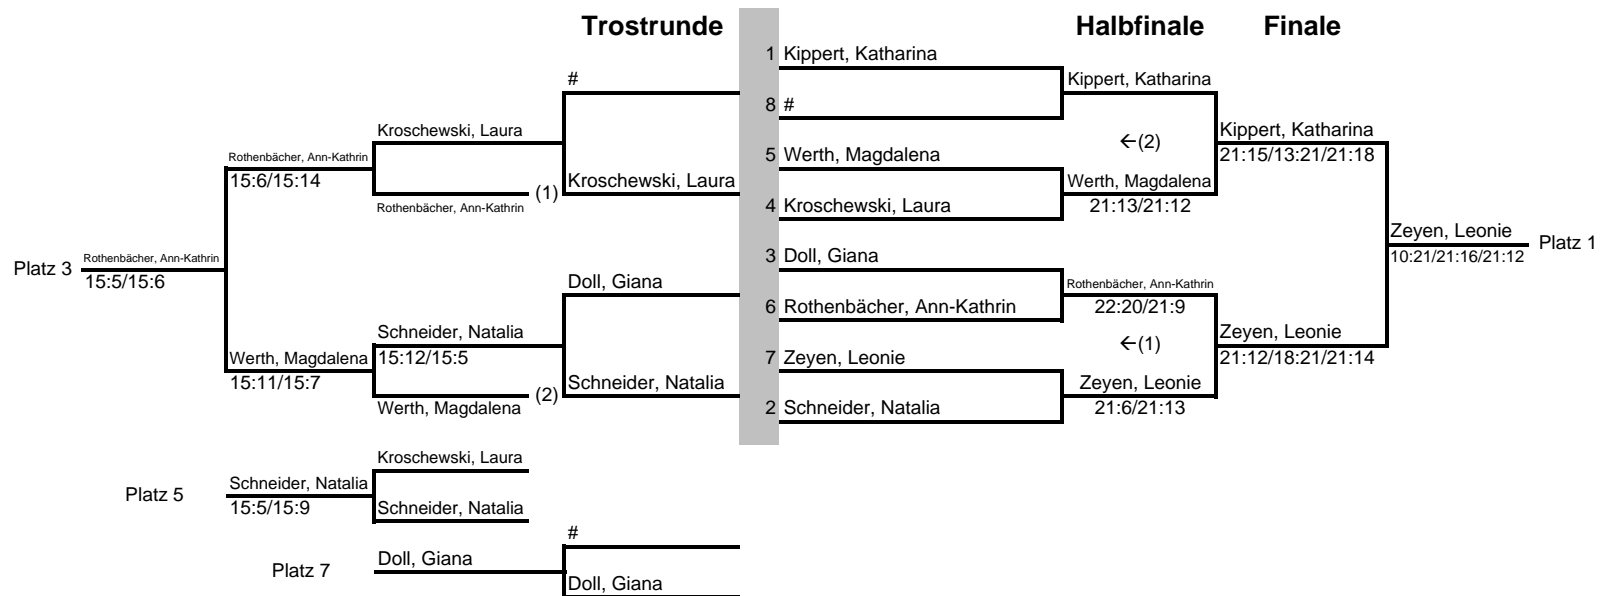 Trostrunde Halbfinale Finale
1 Kippert, Katharina
# Kippert, Katharina
8 #
Kroschewski, Laura ←(2) Kippert, Katharina
Rothenbächer, Ann-Kathrin 5 Werth, Magdalena 21:15/13:21/21:18
15:6/15:14 (1) Kroschewski, Laura Werth, Magdalena
Rothenbächer, Ann-Kathrin 4 Kroschewski, Laura 21:13/21:12
Zeyen, Leonie Platz 1
Platz 3 Rothenbächer, Ann-Kathrin 3 Doll, Giana 10:21/21:16/21:12
15:5/15:6 Doll, Giana Rothenbächer, Ann-Kathrin
6 Rothenbächer, Ann-Kathrin 22:20/21:9
Schneider, Natalia ←(1) Zeyen, Leonie
Werth, Magdalena 15:12/15:5 7 Zeyen, Leonie 21:12/18:21/21:14
15:11/15:7 (2) Schneider, Natalia Zeyen, Leonie
Werth, Magdalena 2 Schneider, Natalia 21:6/21:13
Kroschewski, Laura
Platz 5 Schneider, Natalia
15:5/15:9 Schneider, Natalia
#
Platz 7 Doll, Giana
Doll, Giana